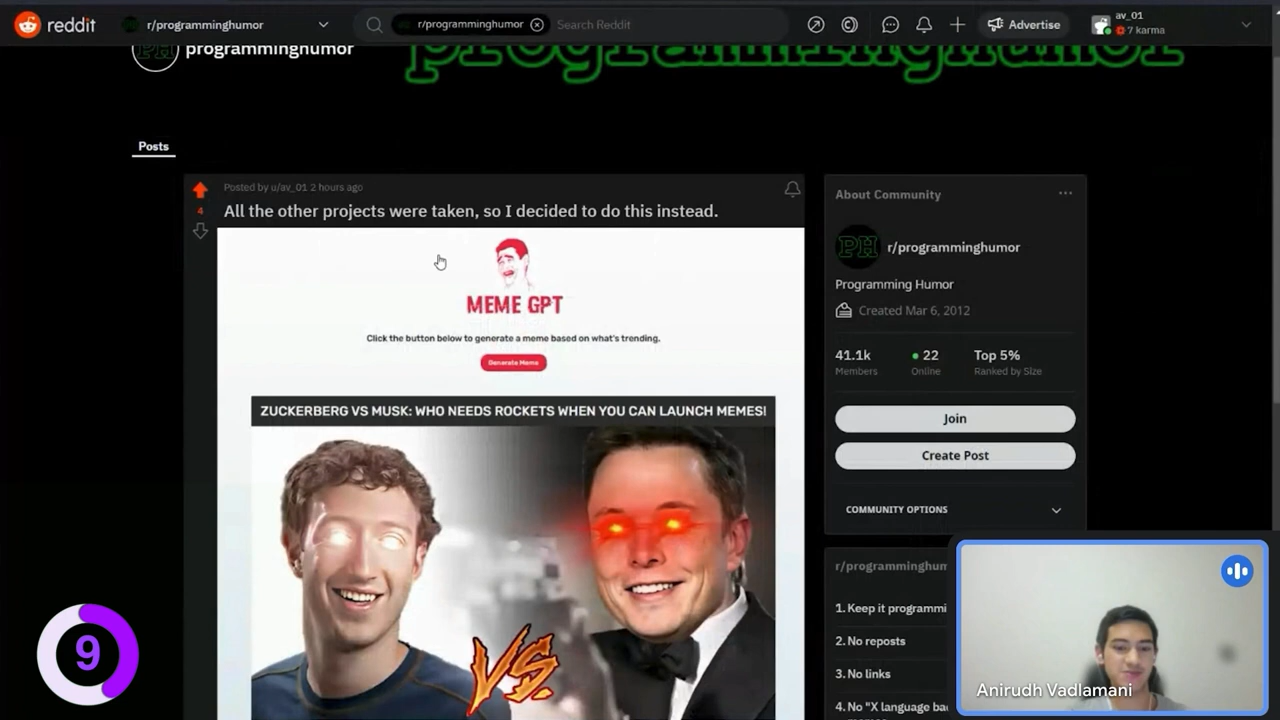 reddit
r/programminghumor
r/programminghumor
Search Reddit
Advertise
av_01
7 karma
PH
programminghumor
programminghumor
Posts
Posted by u/av_01 2 hours ago
4
All the other projects were taken, so I decided to do this instead.
MEME GPT
Click the button below to generate a meme based on what's trending.
Generate Meme
ZUCKERBERG VS MUSK: WHO NEEDS ROCKETS WHEN YOU CAN LAUNCH MEMES!
VS.
About Community
PH
r/programminghumor
Programming Humor
Created Mar 6, 2012
41.1k
22
Top 5%
Members
Online
Ranked by Size
Join
Create Post
COMMUNITY OPTIONS
r/programminghum
1. Keep it programmi
2. No reposts
3. No links
4. No "X language ba
9
Anirudh Vadlamani